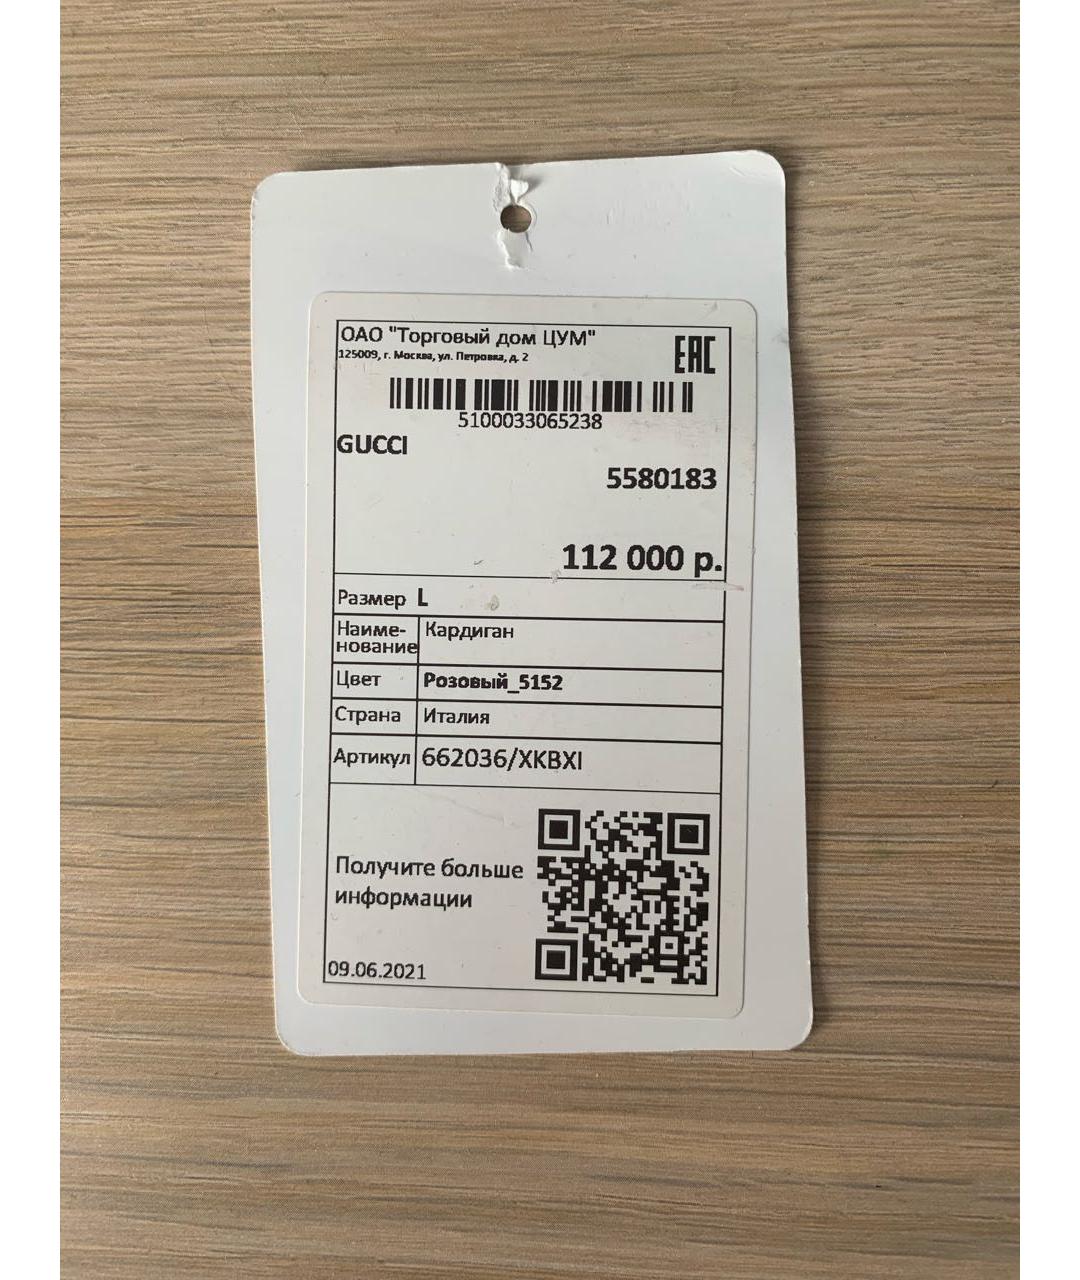 ОАО "Торговый дом ЦУМ"
125009, г. Москва, ул. Петровка, д. 2
EAC
5100033065238
GUCCI
5580183
112 000 р.
Размер L
Наиме-
нование
Кардиган
Цвет Розовый_5152
Страна Италия
Артикул 662036/XKBXI
Получите больше
информации
09.06.2021